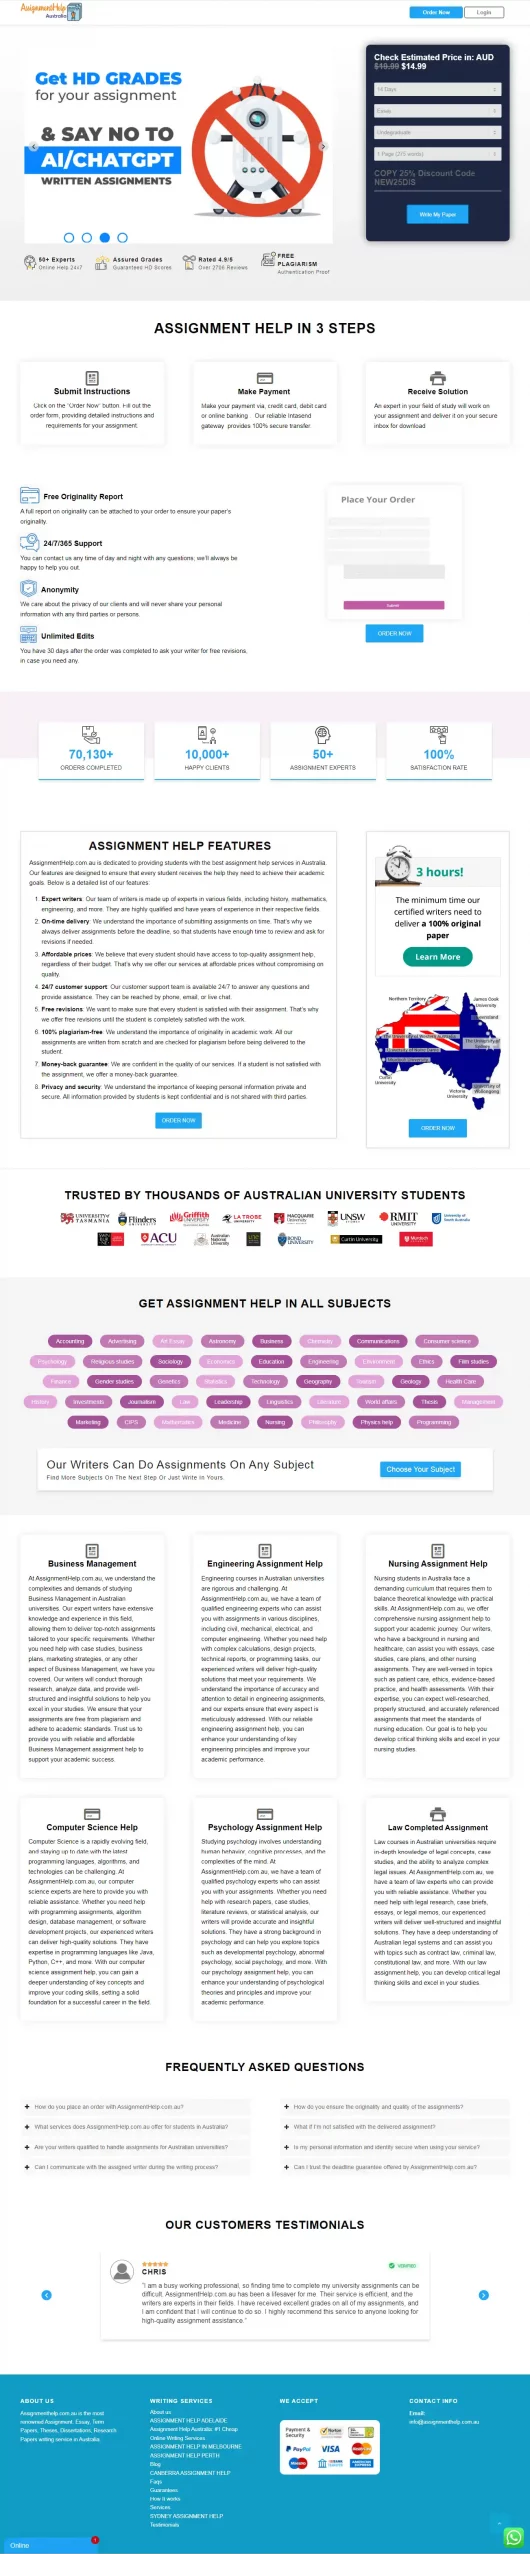 AssignmentHelp
Australia
Order Now
Login
Get HD GRADES
for your assignment
& SAY NO TO
AI/CHATGPT
WRITTEN ASSIGNMENTS
Check Estimated Price in: AUD
$19.99 $14.99
14 Days
Essay
Undergraduate
1 Page (275 words)
COPY 25% Discount Code
NEW25DIS
Write My Paper
50+ Experts
Online Help 24x7
Assured Grades
Guarantees HD Scores
Rated 4.9/5
Over 2706 Reviews
FREE
PLAGIARISM
Authentication Proof
ASSIGNMENT HELP IN 3 STEPS
Submit Instructions
Click on the "Order Now" button. Fill out the
order form, providing detailed instructions and
requirements for your assignment.
Make Payment
Make your payment via, credit card, debit card
or online banking . Our reliable Intasend
gateway provides 100% secure transfer.
Receive Solution
An expert in your field of study will work on
your assignment and deliver it on your secure
inbox for download.
Free Originality Report
A full report on originality can be attached to your order to ensure your paper's
originality.
24/7/365 Support
You can contact us any time of day and night with any questions; we'll always be
happy to help you out.
Anonymity
We care about the privacy of our clients and will never share your personal
information with any third parties or persons.
Unlimited Edits
You have 30 days after the order was completed to ask your writer for free revisions,
in case you need any.
Place Your Order
Submit
ORDER NOW
70,130+
ORDERS COMPLETED
10,000+
HAPPY CLIENTS
50+
ASSIGNMENT EXPERTS
100%
SATISFACTION RATE
ASSIGNMENT HELP FEATURES
AssignmentHelp.com.au is dedicated to providing students with the best assignment help services in Australia.
Our features are designed to ensure that every student receives the help they need to achieve their academic
goals. Below is a detailed list of our features:
1. Expert writers: Our team of writers is made up of experts in various fields, including history, mathematics,
engineering, and more. They are highly qualified and have years of experience in their respective fields.
2. On-time delivery: We understand the importance of submitting assignments on time. That's why we
always deliver assignments before the deadline, so that students have enough time to review and ask for
revisions if needed.
3. Affordable prices: We believe that every student should have access to top-quality assignment help,
regardless of their budget. That's why we offer our services at affordable prices without compromising on
quality.
4. 24/7 customer support: Our customer support team is available 24/7 to answer any questions and
provide assistance. They can be reached by phone, email, or live chat.
5. Free revisions: We want to make sure that every student is satisfied with their assignment. That's why
we offer free revisions until the student is completely satisfied with the work.
6. 100% plagiarism-free: We understand the importance of originality in academic work. All our
assignments are written from scratch and are checked for plagiarism before being delivered to the
student.
7. Money-back guarantee: We are confident in the quality of our services. If a student is not satisfied with
the assignment, we offer a money-back guarantee.
8. Privacy and security: We understand the importance of keeping personal information private and
secure. All information provided by students is kept confidential and is not shared with third parties.
ORDER NOW
3 hours!
The minimum time our
certified writers need to
deliver a 100% original
paper
Learn More
Northern Territory
James Cook
University
Queensland
The University of Western Australia
The University of
Sydney
Curtin
University
Victoria
University
University of
Wollongong
ORDER NOW
TRUSTED BY THOUSANDS OF AUSTRALIAN UNIVERSITY STUDENTS
UNIVERSITY of
TASMANIA
Flinders
UNIVERSITY
Griffith
UNIVERSITY
LA TROBE
UNIVERSITY
MACQUARIE
University
UNSW
SYDNEY
RMIT
UNIVERSITY
University of
South Australia
ACU
Australian
National
University
BOND
UNIVERSITY
Curtin University
Murdoch
GET ASSIGNMENT HELP IN ALL SUBJECTS
Accounting
Advertising
Art Essay
Astronomy
Business
Chemistry
Communications
Consumer science
Psychology
Religious studies
Sociology
Economics
Education
Engineering
Environment
Ethics
Film studies
Finance
Gender studies
Genetics
Statistics
Technology
Geography
Tourism
Geology
Health Care
History
Investments
Journalism
Law
Leadership
Linguistics
Literature
World affairs
Thesis
Management
Marketing
CIPS
Mathematics
Medicine
Nursing
Philosophy
Physics help
Programming
Our Writers Can Do Assignments On Any Subject
Find More Subjects On The Next Step Or Just Write In Yours.
Choose Your Subject
Business Management
At AssignmentHelp.com.au, we understand the
complexities and demands of studying
Business Management in Australian
universities. Our expert writers have extensive
knowledge and experience in this field,
allowing them to deliver top-notch assignments
tailored to your specific requirements. Whether
you need help with case studies, business
plans, marketing strategies, or any other
aspect of Business Management, we have you
covered. Our writers will conduct thorough
research, analyze data, and provide well-
structured and insightful solutions to help you
excel in your studies. We ensure that your
assignments are free from plagiarism and
adhere to academic standards. Trust us to
provide you with reliable and affordable
Business Management assignment help to
support your academic success.
Engineering Assignment Help
Engineering courses in Australian universities
are rigorous and challenging. At
AssignmentHelp.com.au, we have a team of
qualified engineering experts who can assist
you with assignments in various disciplines,
including civil, mechanical, electrical, and
computer engineering. Whether you need help
with complex calculations, design projects,
technical reports, or programming tasks, our
experienced writers will deliver high-quality
solutions that meet your requirements. We
understand the importance of accuracy and
attention to detail in engineering assignments,
and our experts ensure that every aspect is
meticulously addressed. With our reliable
engineering assignment help, you can
enhance your understanding of key
engineering principles and improve your
academic performance.
Nursing Assignment Help
Nursing students in Australia face a
demanding curriculum that requires them to
balance theoretical knowledge with practical
skills. At AssignmentHelp.com.au, we offer
comprehensive nursing assignment help to
support your academic journey. Our writers,
who have a background in nursing and
healthcare, can assist you with essays, case
studies, care plans, and other nursing
assignments. They are well-versed in topics
such as patient care, ethics, evidence-based
practice, and health assessments. With their
expertise, you can expect well-researched,
properly structured, and accurately referenced
assignments that meet the standards of
nursing education. Our goal is to help you
develop critical thinking skills and excel in your
nursing studies.
Computer Science Help
Computer Science is a rapidly evolving field,
and staying up to date with the latest
programming languages, algorithms, and
technologies can be challenging. At
AssignmentHelp.com.au, our computer
science experts are here to provide you with
reliable assistance. Whether you need help
with programming assignments, algorithm
design, database management, or software
development projects, our experienced writers
can deliver high-quality solutions. They have
expertise in programming languages like Java,
Python, C++, and more. With our computer
science assignment help, you can gain a
deeper understanding of key concepts and
improve your coding skills, setting a solid
foundation for a successful career in the field.
Psychology Assignment Help
Studying psychology involves understanding
human behavior, cognitive processes, and the
complexities of the mind. At
AssignmentHelp.com.au, we have a team of
qualified psychology experts who can assist
you with your assignments. Whether you need
help with research papers, case studies,
literature reviews, or statistical analysis, our
writers will provide accurate and insightful
solutions. They have a strong background in
psychology and can help you explore topics
such as developmental psychology, abnormal
psychology, social psychology, and more. With
our psychology assignment help, you can
enhance your understanding of psychological
theories and principles and improve your
academic performance.
Law Completed Assignment
Law courses in Australian universities require
in-depth knowledge of legal concepts, case
studies, and the ability to analyze complex
legal issues. At AssignmentHelp.com.au, we
have a team of law experts who can provide
you with reliable assistance. Whether you
need help with legal research, case briefs,
essays, or legal memos, our experienced
writers will deliver well-structured and insightful
solutions. They have a deep understanding of
Australian legal systems and can assist you
with topics such as contract law, criminal law,
constitutional law, and more. With our law
assignment help, you can develop critical legal
thinking skills and excel in your studies.
FREQUENTLY ASKED QUESTIONS
How do you place an order with AssignmentHelp.com.au?
What services does AssignmentHelp.com.au offer for students in Australia?
Are your writers qualified to handle assignments for Australian universities?
Can I communicate with the assigned writer during the writing process?
How do you ensure the originality and quality of the assignments?
What if I'm not satisfied with the delivered assignment?
Is my personal information and identity secure when using your service?
Can I trust the deadline guarantee offered by AssignmentHelp.com.au?
OUR CUSTOMERS TESTIMONIALS
CHRIS
VERIFIED
"I am a busy working professional, so finding time to complete my university assignments can be
difficult. AssignmentHelp.com.au has been a lifesaver for me. Their service is efficient, and the
writers are experts in their fields. I have received excellent grades on all of my assignments, and
I am confident that I will continue to do so. I highly recommend this service to anyone looking for
high-quality assignment assistance."
ABOUT US
Assignmenthelp.com.au is the most
renowned Assignment, Essay, Term
Papers, Theses, Dissertations, Research
Papers writing service in Australia
WRITING SERVICES
About us
ASSIGNMENT HELP ADELAIDE
Assignment Help Australia: #1 Cheap
Online Writing Services
ASSIGNMENT HELP IN MELBOURNE
ASSIGNMENT HELP PERTH
Blog
CANBERRA ASSIGNMENT HELP
Faqs
Guarantees
How it works
Services
SYDNEY ASSIGNMENT HELP
Testimonials
WE ACCEPT
Payment &
Security
Norton
PayPal
VISA
MasterCard
Maestro
BANK TRANSFER
AMERICAN EXPRESS
CONTACT INFO
Email:
info@assignmenthelp.com.au
Online
1